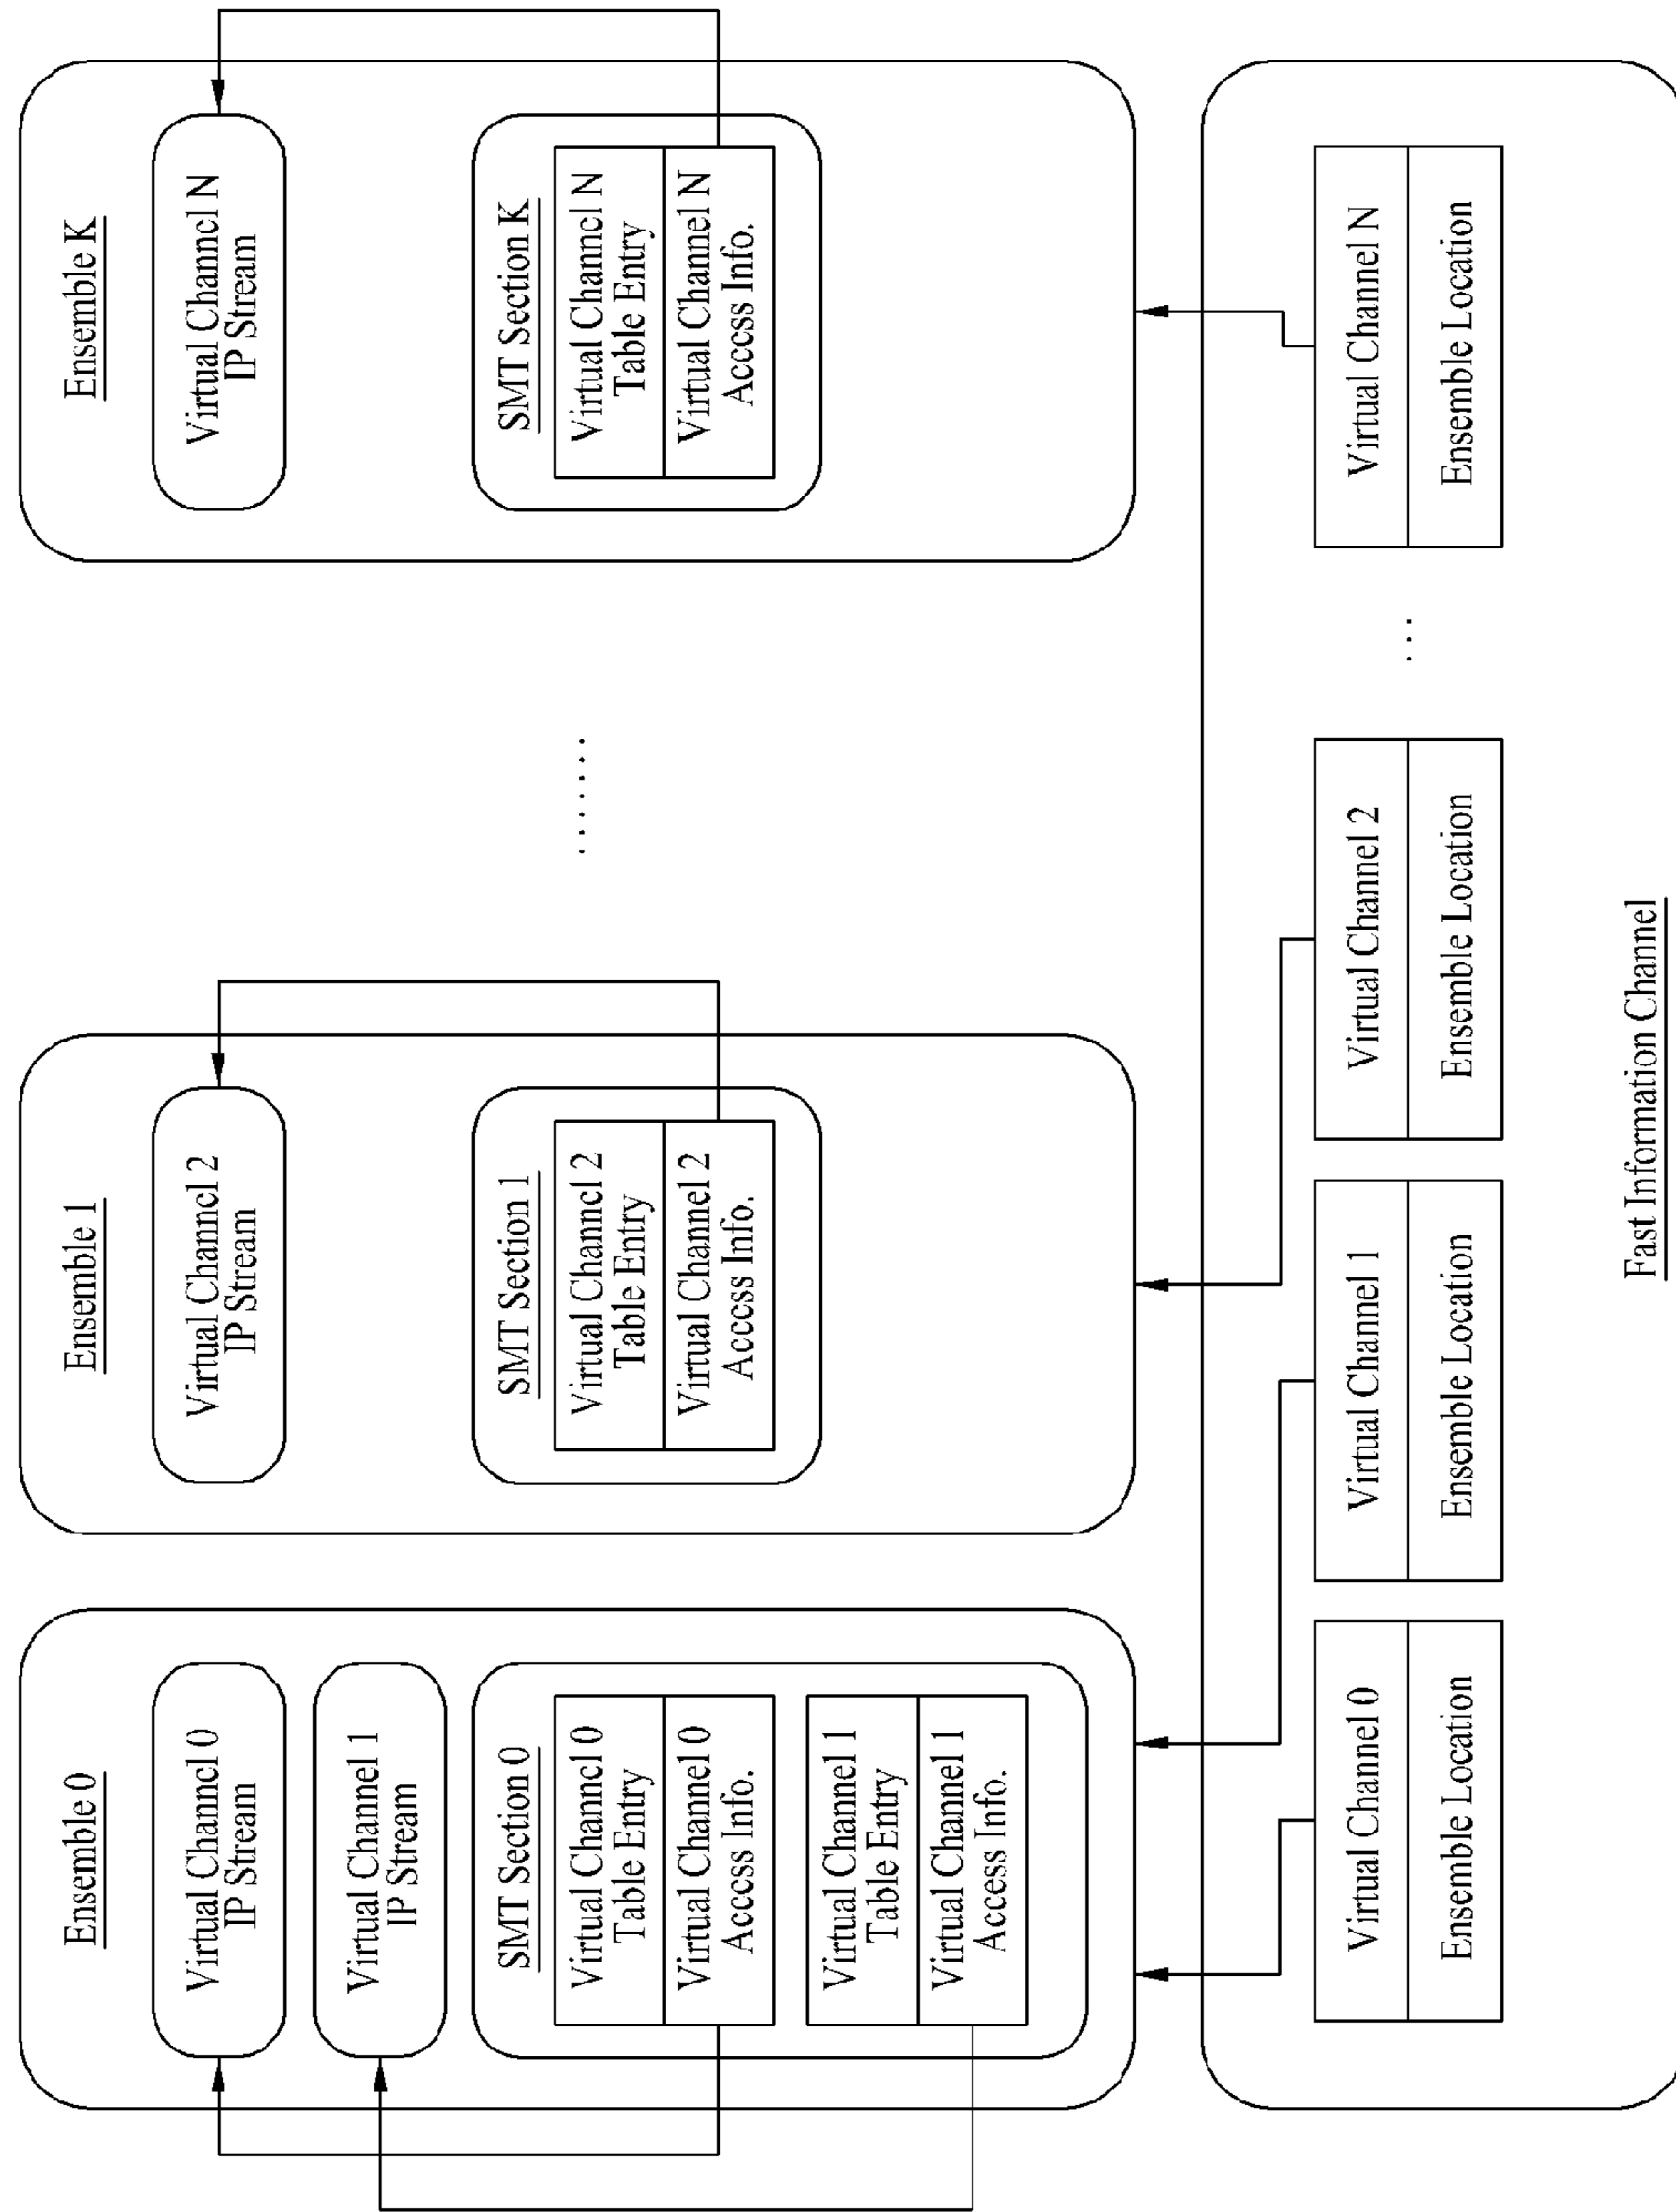 Ensemble 0
Virtual Channel 0
IP Stream
Virtual Channel 1
IP Stream
SMT Section 0
Virtual Channel 0
Table Entry
Virtual Channel 0
Access Info.
Virtual Channel 1
Table Entry
Virtual Channel 1
Access Info.
Ensemble 1
Virtual Channel 2
IP Stream
SMT Section 1
Virtual Channel 2
Table Entry
Virtual Channel 2
Access Info.
........
Ensemble K
Virtual Channel N
IP Stream
SMT Section K
Virtual Channel N
Table Entry
Virtual Channel N
Access Info.
Virtual Channel 0
Ensemble Location
Virtual Channel 1
Ensemble Location
Virtual Channel 2
Ensemble Location
...
Virtual Channel N
Ensemble Location
Fast Information Channel